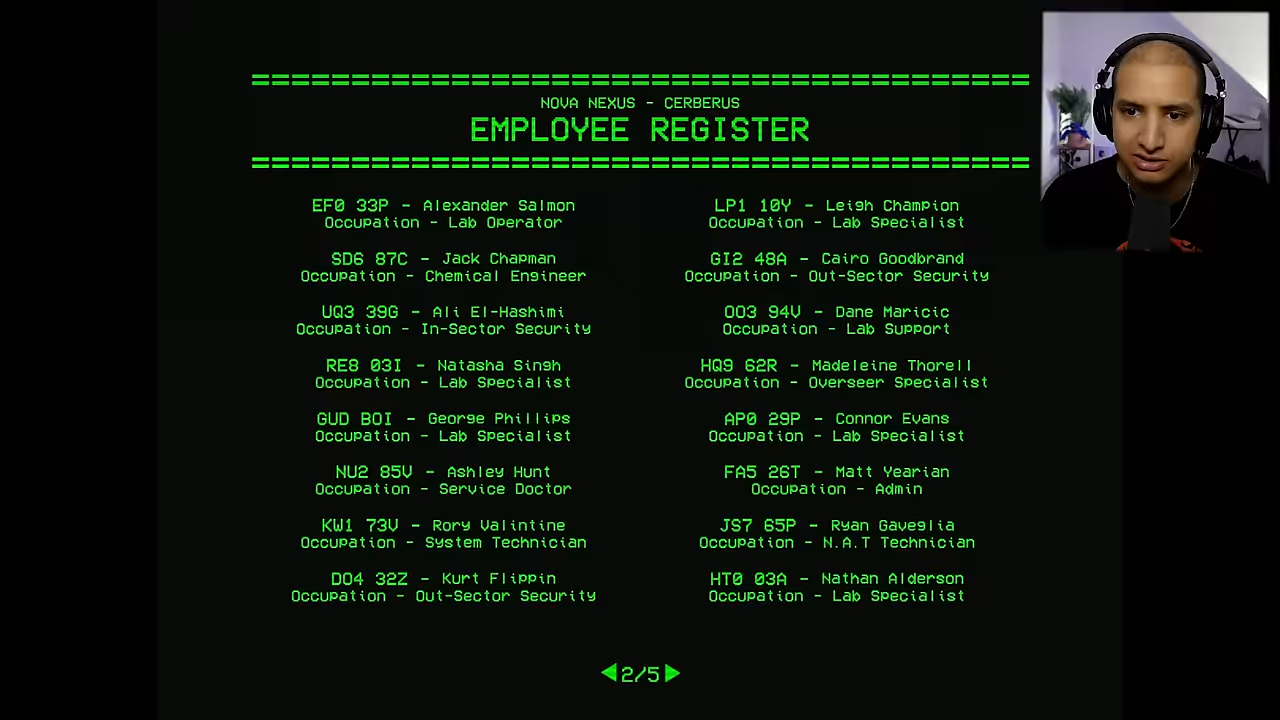 NOVA NEXUS - CERBERUS
EMPLOYEE REGISTER
EF0 33P - Alexander Salmon
Occupation - Lab Operator
SD6 87C - Jack Chapman
Occupation - Chemical Engineer
UQ3 39G - Ali El-Hashimi
Occupation - In-Sector Security
RE8 03I - Natasha Singh
Occupation - Lab Specialist
GUD BOI - George Phillips
Occupation - Lab Specialist
NU2 85V - Ashley Hunt
Occupation - Service Doctor
KW1 73V - Rory Valintine
Occupation - System Technician
DO4 32Z - Kurt Flippin
Occupation - Out-Sector Security
LP1 10Y - Leigh Champion
Occupation - Lab Specialist
GI2 48A - Cairo Goodbrand
Occupation - Out-Sector Security
OO3 94V - Dane Maricic
Occupation - Lab Support
HQ9 62R - Madeleine Thorell
Occupation - Overseer Specialist
AP0 29P - Connor Evans
Occupation - Lab Specialist
FA5 26T - Matt Yearian
Occupation - Admin
JS7 65P - Ryan Gaveglia
Occupation - N.A.T Technician
HT0 03A - Nathan Alderson
Occupation - Lab Specialist
2/5